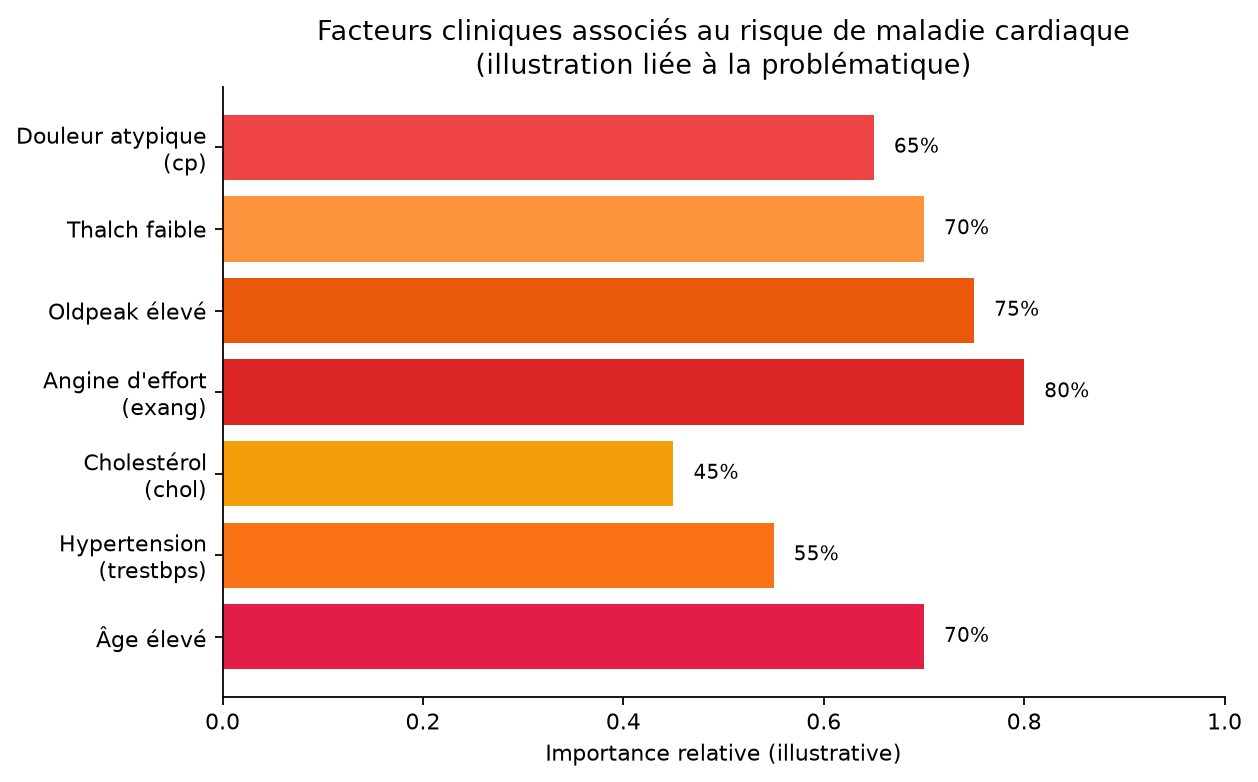 Facteurs cliniques associés au risque de maladie cardiaque
(illustration liée à la problématique)
Douleur atypique
(cp)
65%
Thalch faible
70%
Oldpeak élevé
75%
Angine d'effort
(exang)
80%
Cholestérol
(chol)
45%
Hypertension
(trestbps)
55%
Âge élevé
70%
0.0 0.2 0.4 0.6 0.8 1.0
Importance relative (illustrative)